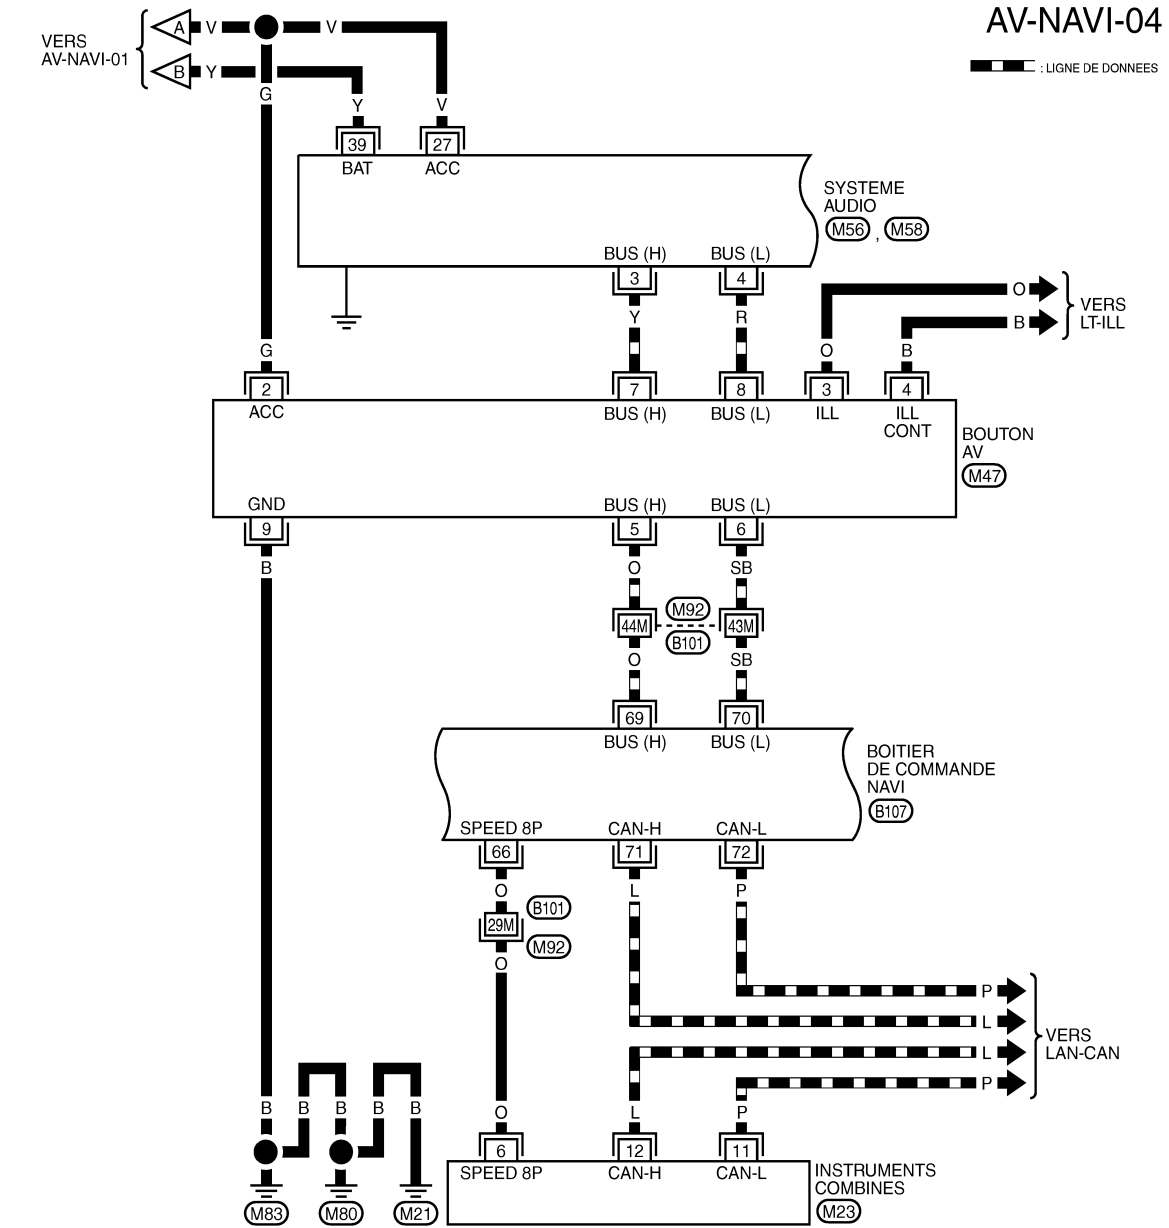 AV-NAVI-04
: LIGNE DE DONNEES
VERS
AV-NAVI-01
A V V
B Y
G
Y V
39 27
BAT ACC
SYSTEME
AUDIO
M56 , M58
BUS (H) BUS (L)
3 4
Y R
O
B
VERS
LT-ILL
G O B
2 7 8 3 4
ACC BUS (H) BUS (L) ILL ILL
CONT
BOUTON
AV
M47
GND BUS (H) BUS (L)
9 5 6
B O SB
M92
44M 43M
B101
O SB
69 70
BUS (H) BUS (L)
BOITIER
DE COMMANDE
NAVI
B107
SPEED 8P CAN-H CAN-L
66 71 72
O L P
B101
29M
M92
O
P
L
L
P
VERS
LAN-CAN
B B B B B O L P
6 12 11
SPEED 8P CAN-H CAN-L
INSTRUMENTS
COMBINES
M23
M83 M80 M21